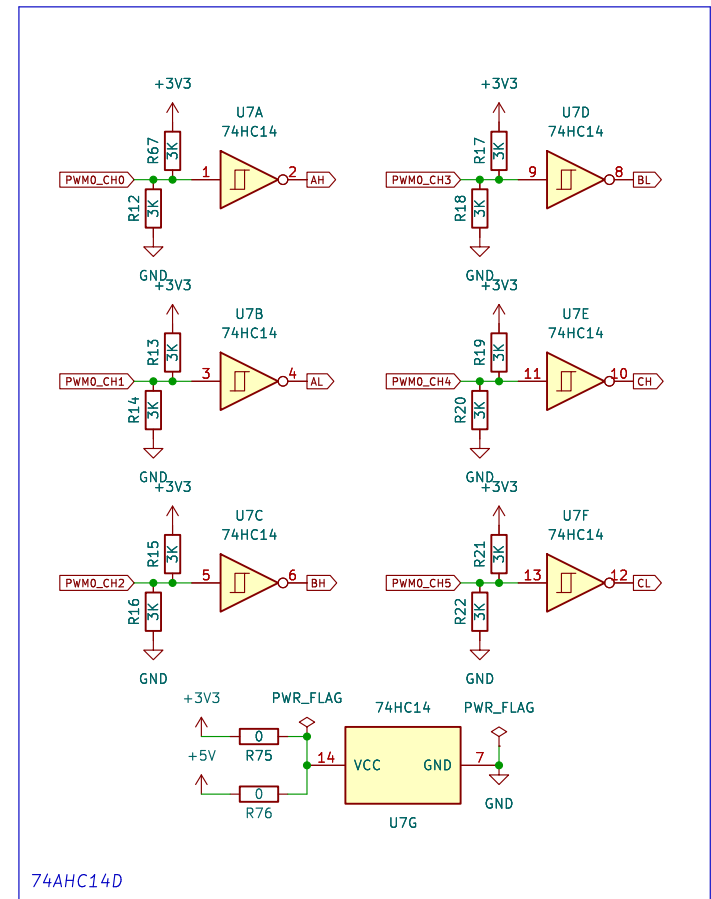 +3V3
U7A
74HC14
R67
3K
PWM0_CH0
1
2
AH
R12
3K
GND
+3V3
U7D
74HC14
R17
3K
PWM0_CH3
9
8
BL
R18
3K
GND
+3V3
U7B
74HC14
R13
3K
PWM0_CH1
3
4
AL
R14
3K
GND
+3V3
U7E
74HC14
R19
3K
PWM0_CH4
11
10
CH
R20
3K
GND
+3V3
U7C
74HC14
R15
3K
PWM0_CH2
5
6
BH
R16
3K
GND
+3V3
U7F
74HC14
R21
3K
PWM0_CH5
13
12
CL
R22
3K
GND
+3V3
PWR_FLAG
74HC14
PWR_FLAG
0
R75
+5V
14
VCC
GND
7
0
R76
GND
U7G
74AHC14D